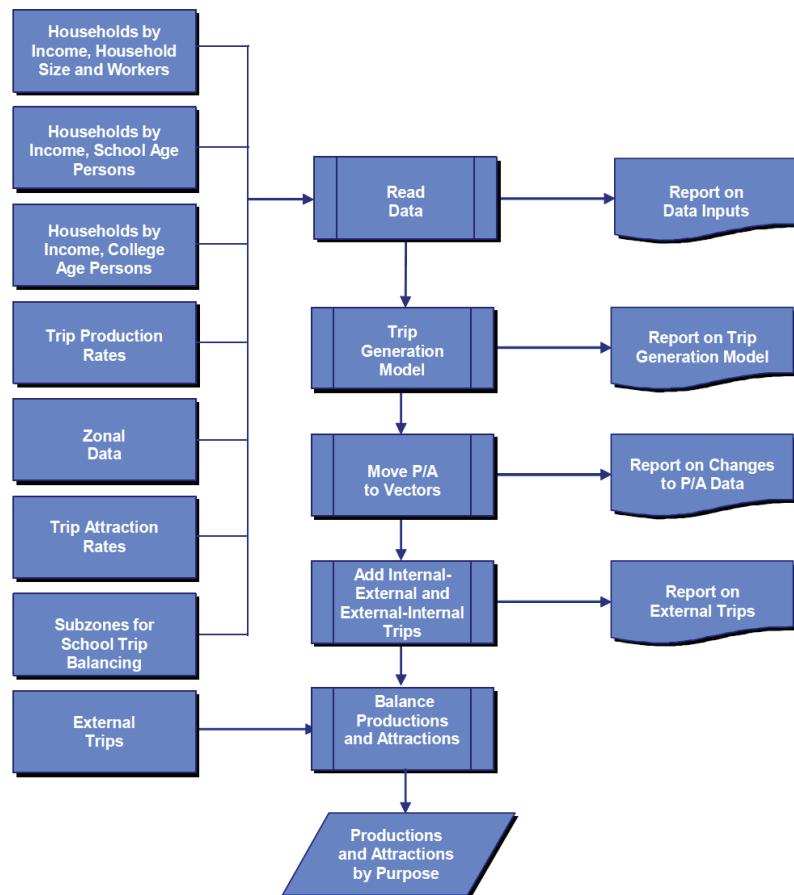 Households by
Income, Household
Size and Workers
Households by
Income, School Age
Persons
Households by
Income, College
Age Persons
Trip Production
Rates
Zonal
Data
Trip Attraction
Rates
Subzones for
School Trip
Balancing
External
Trips
Read
Data
Trip
Generation
Model
Move P/A
to Vectors
Add Internal-
External and
External-Internal
Trips
Balance
Productions
and Attractions
Productions
and Attractions
by Purpose
Report on
Data Inputs
Report on Trip
Generation Model
Report on Changes
to P/A Data
Report on
External Trips